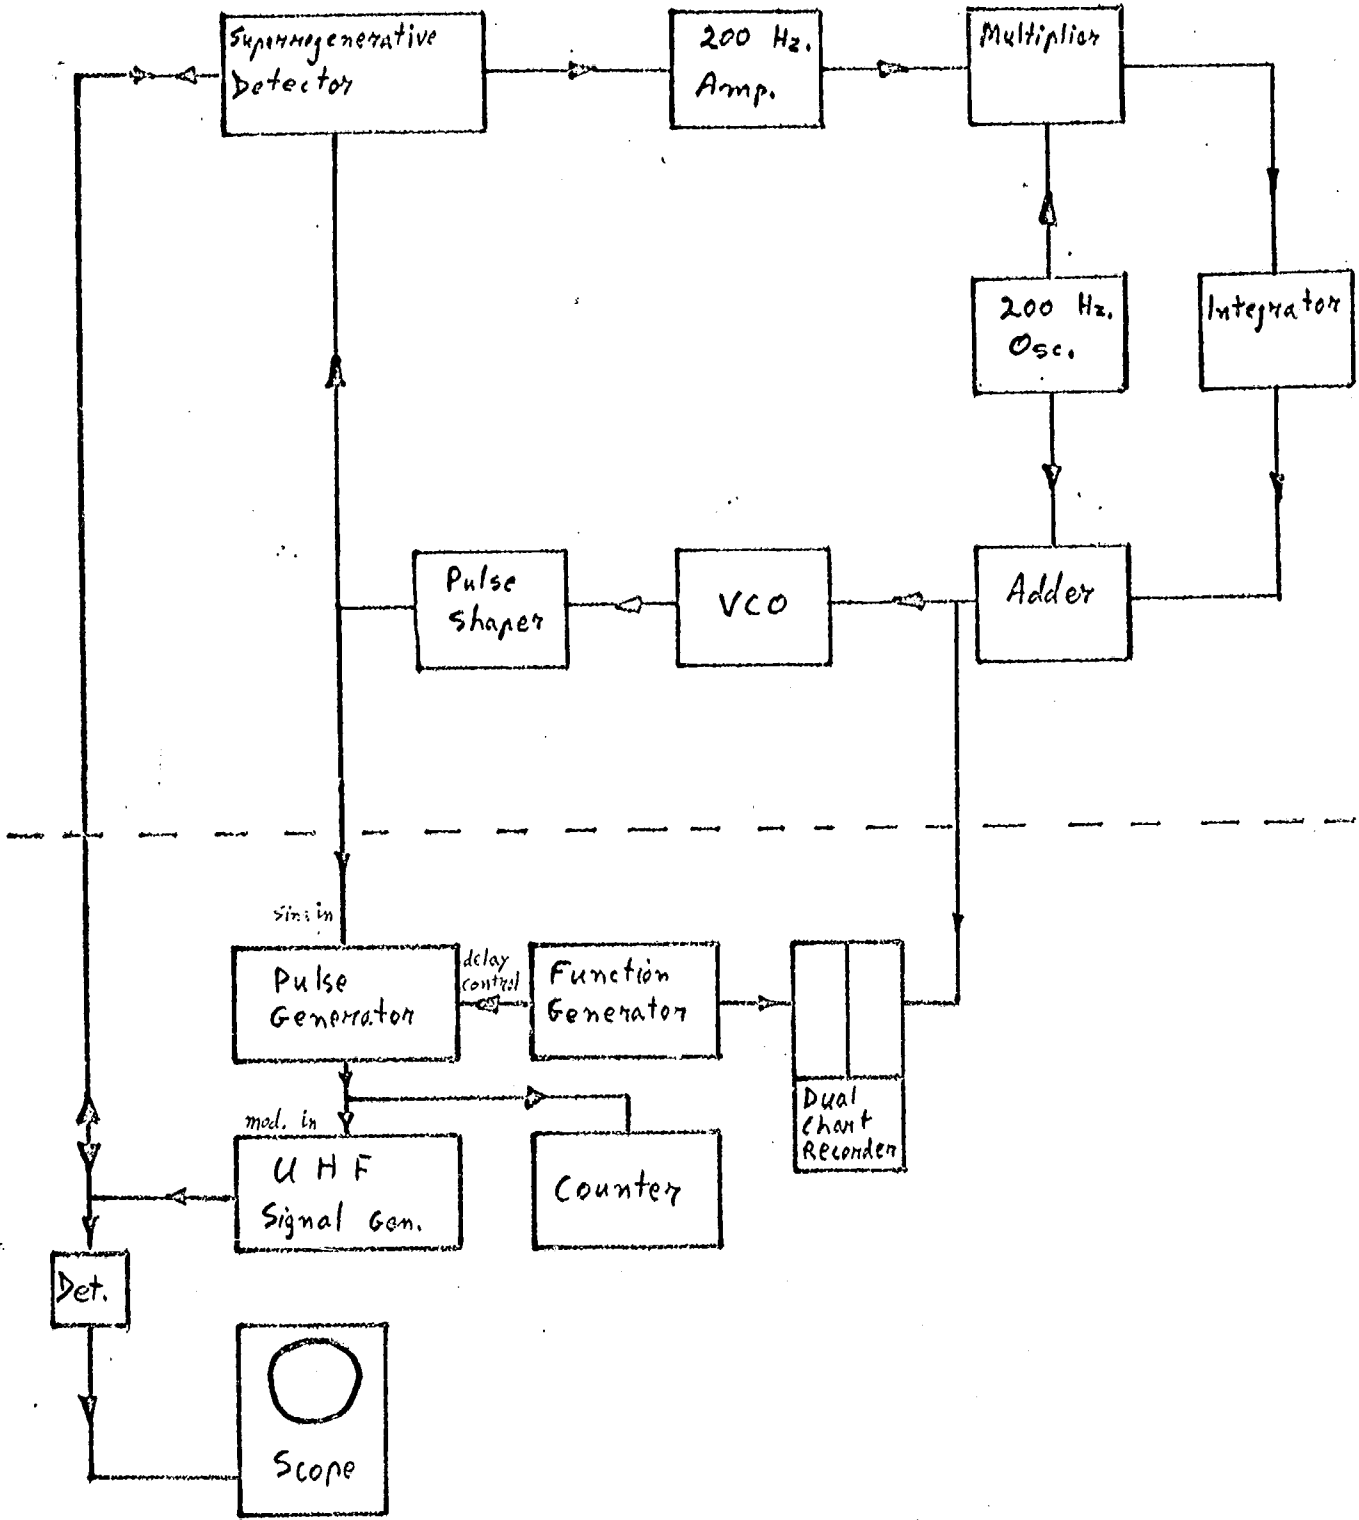 Superregenerative
Detector
200 Hz.
Amp.
Multiplier
200 Hz.
Osc.
Integrator
Pulse
Shaper
VCO
Adder
in
Pulse
Generator
delay
control
Function
Generator
Dual
Chart
Recorder
mod. in
UHF
Signal Gen.
Counter
Det.
Scope